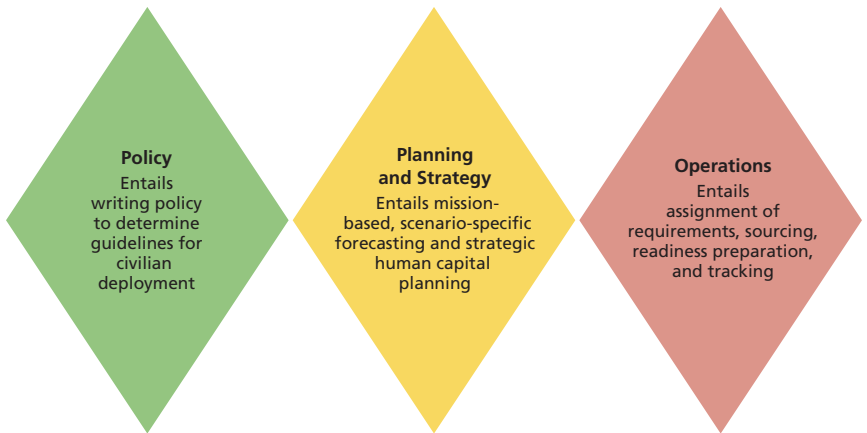 Policy
Entails
writing policy
to determine
guidelines for
civilian
deployment
Planning
and Strategy
Entails mission-
based, scenario-specific
forecasting and strategic
human capital
planning
Operations
Entails
assignment of
requirements, sourcing,
readiness preparation,
and tracking